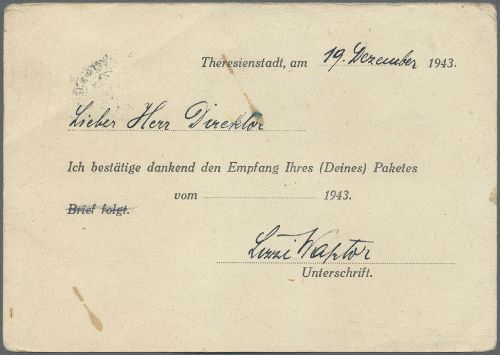 Theresienstadt, am 19. Dezember 1943.
Lieber Herr Direktor
Ich bestätige dankend den Empfang Ihres (Deines) Paketes
vom 1943.
Brief folgt.
Lizzi
Unterschrift.